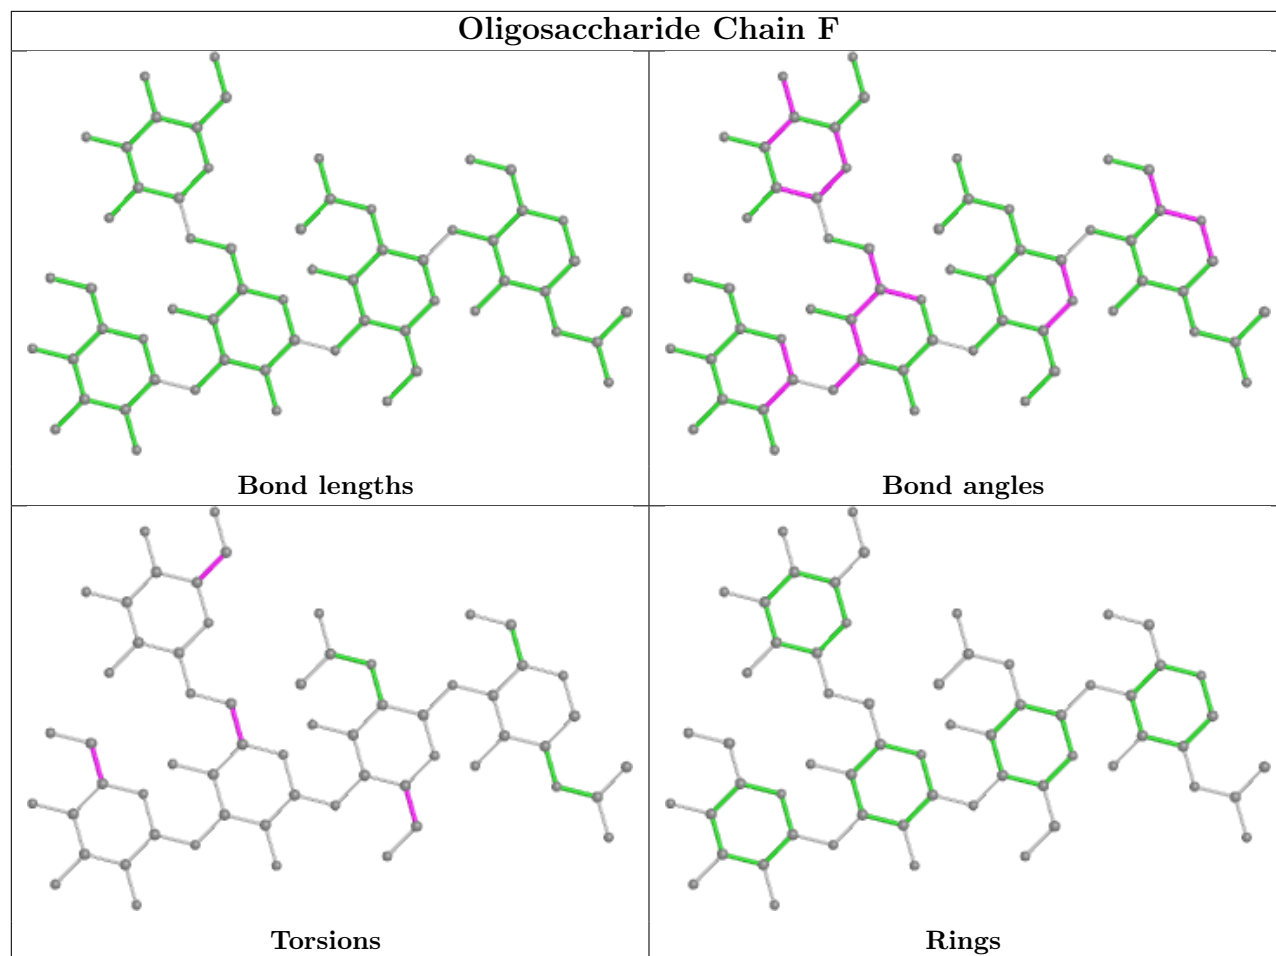 Oligosaccharide Chain F
Bond lengths
Bond angles
Torsions
Rings